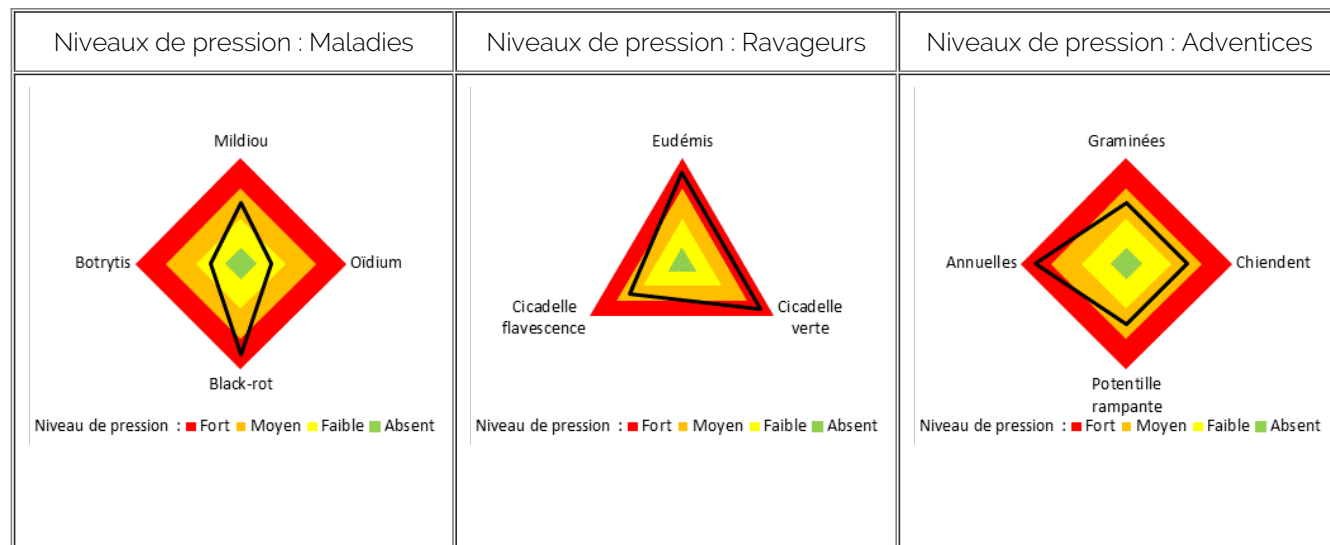 Niveaux de pression : Maladies
Niveaux de pression : Ravageurs
Niveaux de pression : Adventices
Mildiou
Botrytis
Oïdium
Black-rot
Niveau de pression : Fort Moyen Faible Absent
Eudémis
Cicadelle
flavescence
Cicadelle
verte
Niveau de pression : Fort Moyen Faible Absent
Graminées
Annuelles
Chiendent
Potentille
rampante
Niveau de pression : Fort Moyen Faible Absent